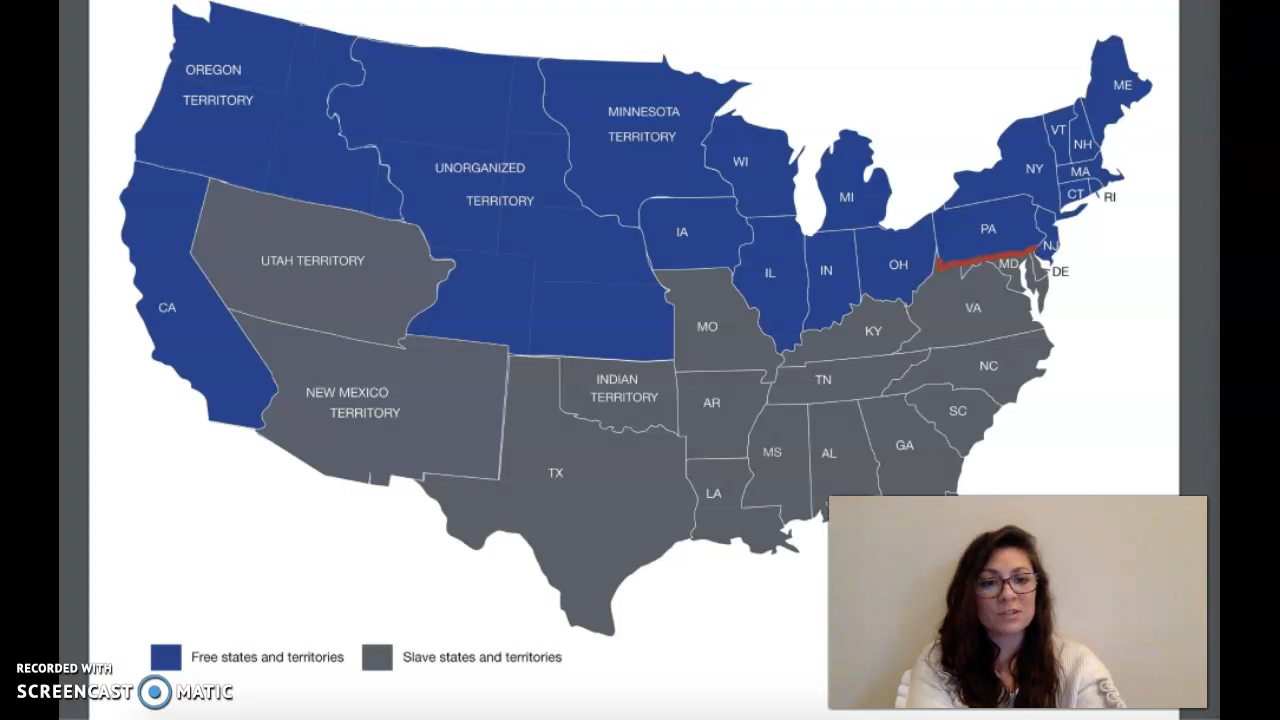 OREGON
TERRITORY
MINNESOTA
TERRITORY
UNORGANIZED
TERRITORY
WI
MI
ME
VT
NH
NY
MA
CT
RI
PA
NJ
IA
IL
IN
OH
MD
DE
UTAH TERRITORY
CA
MO
KY
VA
NEW MEXICO
TERRITORY
INDIAN
TERRITORY
TN
NC
AR
SC
TX
MS
AL
GA
LA
Free states and territories
Slave states and territories
RECORDED WITH
SCREENCAST MATIC